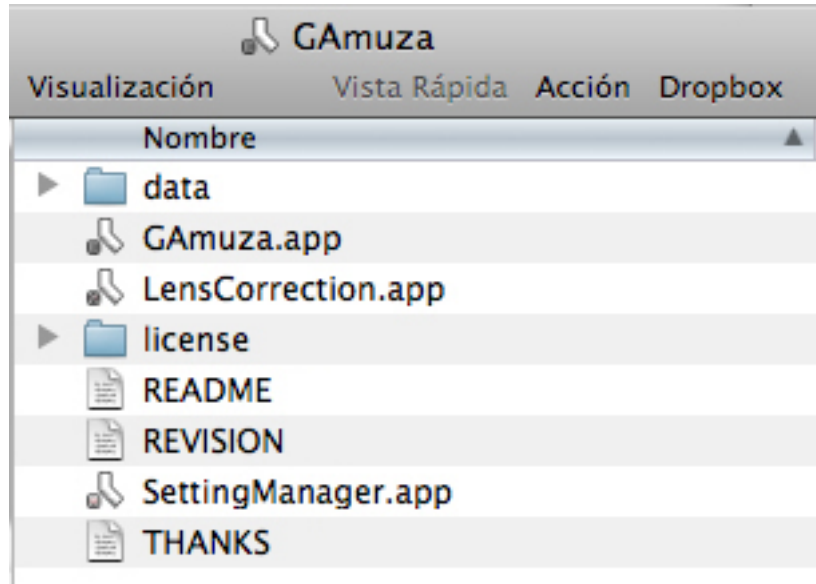 GAmuza
Visualización Vista Rápida Acción Dropbox
Nombre
data
GAmuza.app
LensCorrection.app
license
README
REVISION
SettingManager.app
THANKS